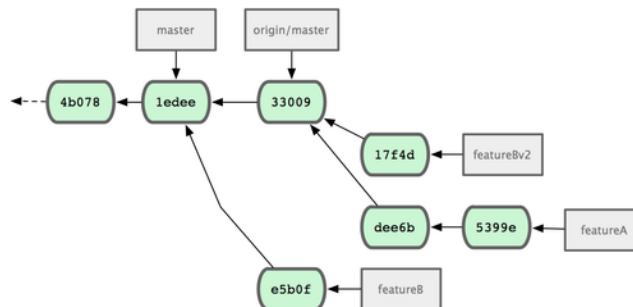 master
origin/master
4b078
1edee
33009
17f4d
featureBv2
dee6b
5399e
featureA
e5b0f
featureB